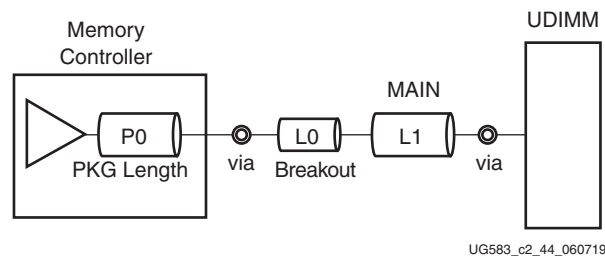 UDIMM
Memory
Controller
MAIN
P0
L0
L1
PKG Length
via
Breakout
via
UG583_c2_44_060719